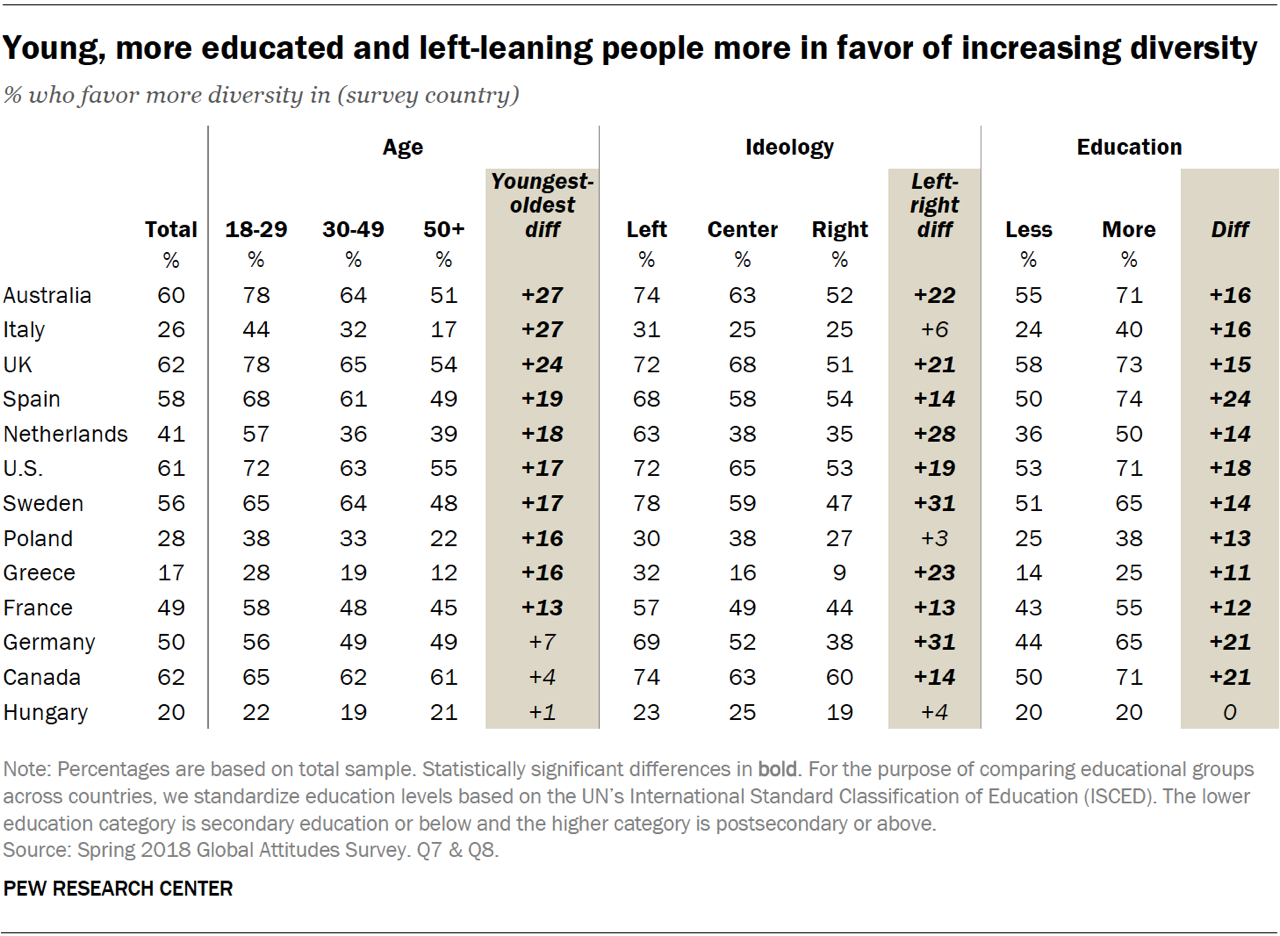 Young, more educated and left-leaning people more in favor of increasing diversity
% who favor more diversity in (survey country)
Age Ideology Education
Youngest- Left-
oldest right
Total 18-29 30-49 50+ diff Left Center Right diff Less More Diff
% % % % % % % % %
Australia 60 78 64 51 +27 74 63 52 +22 55 71 +16
Italy 26 44 32 17 +27 31 25 25 +6 24 40 +16
UK 62 78 65 54 +24 72 68 51 +21 58 73 +15
Spain 58 68 61 49 +19 68 58 54 +14 50 74 +24
Netherlands 41 57 36 39 +18 63 38 35 +28 36 50 +14
U.S. 61 72 63 55 +17 72 65 53 +19 53 71 +18
Sweden 56 65 64 48 +17 78 59 47 +31 51 65 +14
Poland 28 38 33 22 +16 30 38 27 +3 25 38 +13
Greece 17 28 19 12 +16 32 16 9 +23 14 25 +11
France 49 58 48 45 +13 57 49 44 +13 43 55 +12
Germany 50 56 49 49 +7 69 52 38 +31 44 65 +21
Canada 62 65 62 61 +4 74 63 60 +14 50 71 +21
Hungary 20 22 19 21 +1 23 25 19 +4 20 20 0
Note: Percentages are based on total sample. Statistically significant differences in bold. For the purpose of comparing educational groups
across countries, we standardize education levels based on the UN's International Standard Classification of Education (ISCED). The lower
education category is secondary education or below and the higher category is postsecondary or above.
Source: Spring 2018 Global Attitudes Survey. Q7 & Q8.
PEW RESEARCH CENTER